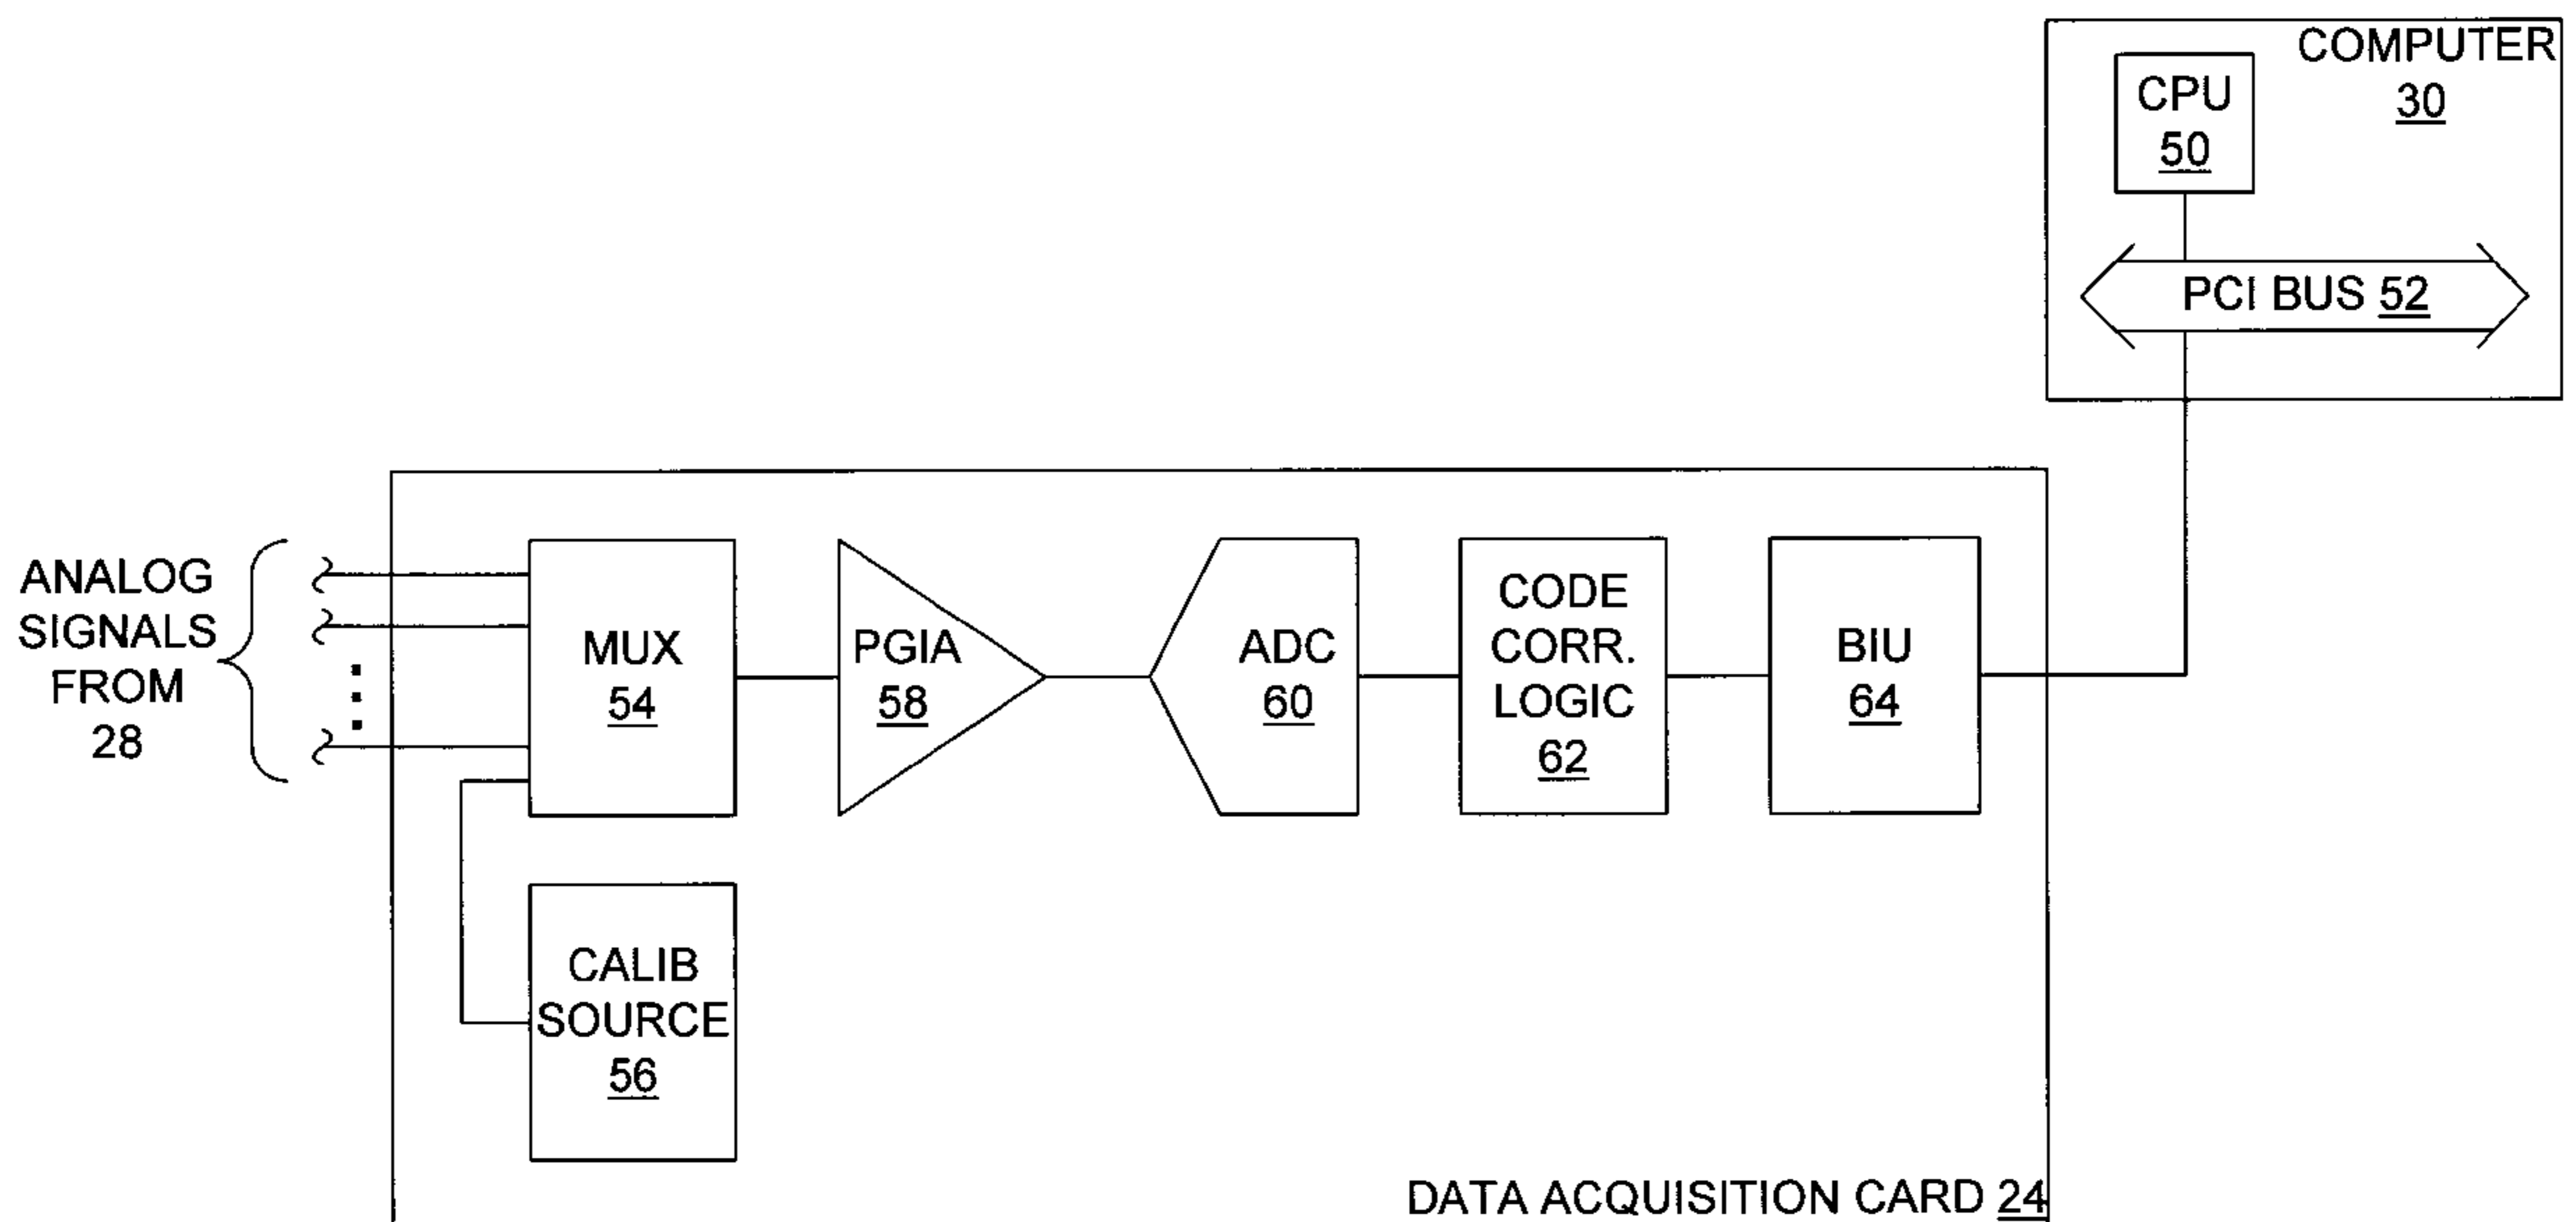 COMPUTER
30
CPU
50
PCI BUS 52
ANALOG
SIGNALS
FROM
28
MUX
54
PGIA
58
ADC
60
CODE
CORR.
LOGIC
62
BIU
64
CALIB
SOURCE
56
DATA ACQUISITION CARD 24